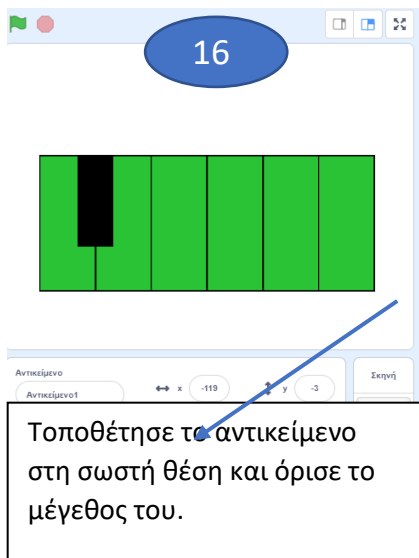 16
Αντικείμενο
Σκηνή
Αντικείμενο1
x -119
y -3
Τοποθέτησε το αντικείμενο
στη σωστή θέση και όρισε το
μέγεθος του.